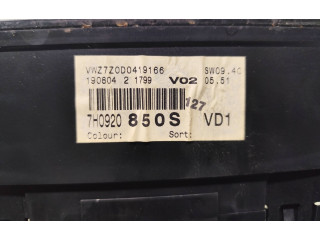 VWZ7Z0D0419166 SW09.40
190804 2 1799 V02 05.51
127
7H0920 850S VD1
Colour: Sort: